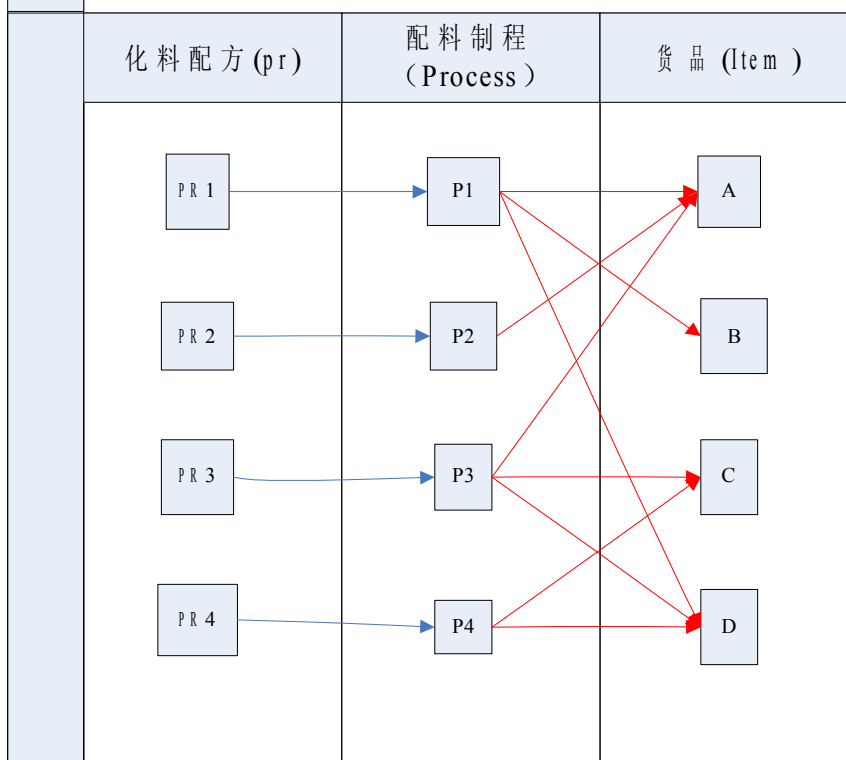 化料配方(pr)
配料制程
（Process）
货品(Item)
PR1
P1
A
PR2
P2
B
PR3
P3
C
PR4
P4
D